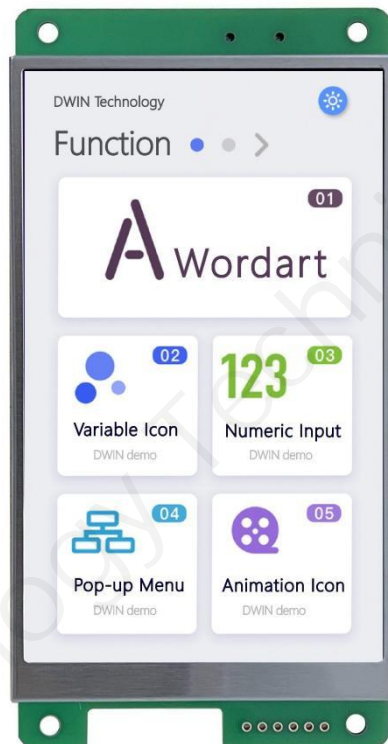 DWIN Technology
Function
01
A Wordart
02
03
123
Variable Icon
Numeric Input
DWIN demo
DWIN demo
04
05
Pop-up Menu
Animation Icon
DWIN demo
DWIN demo